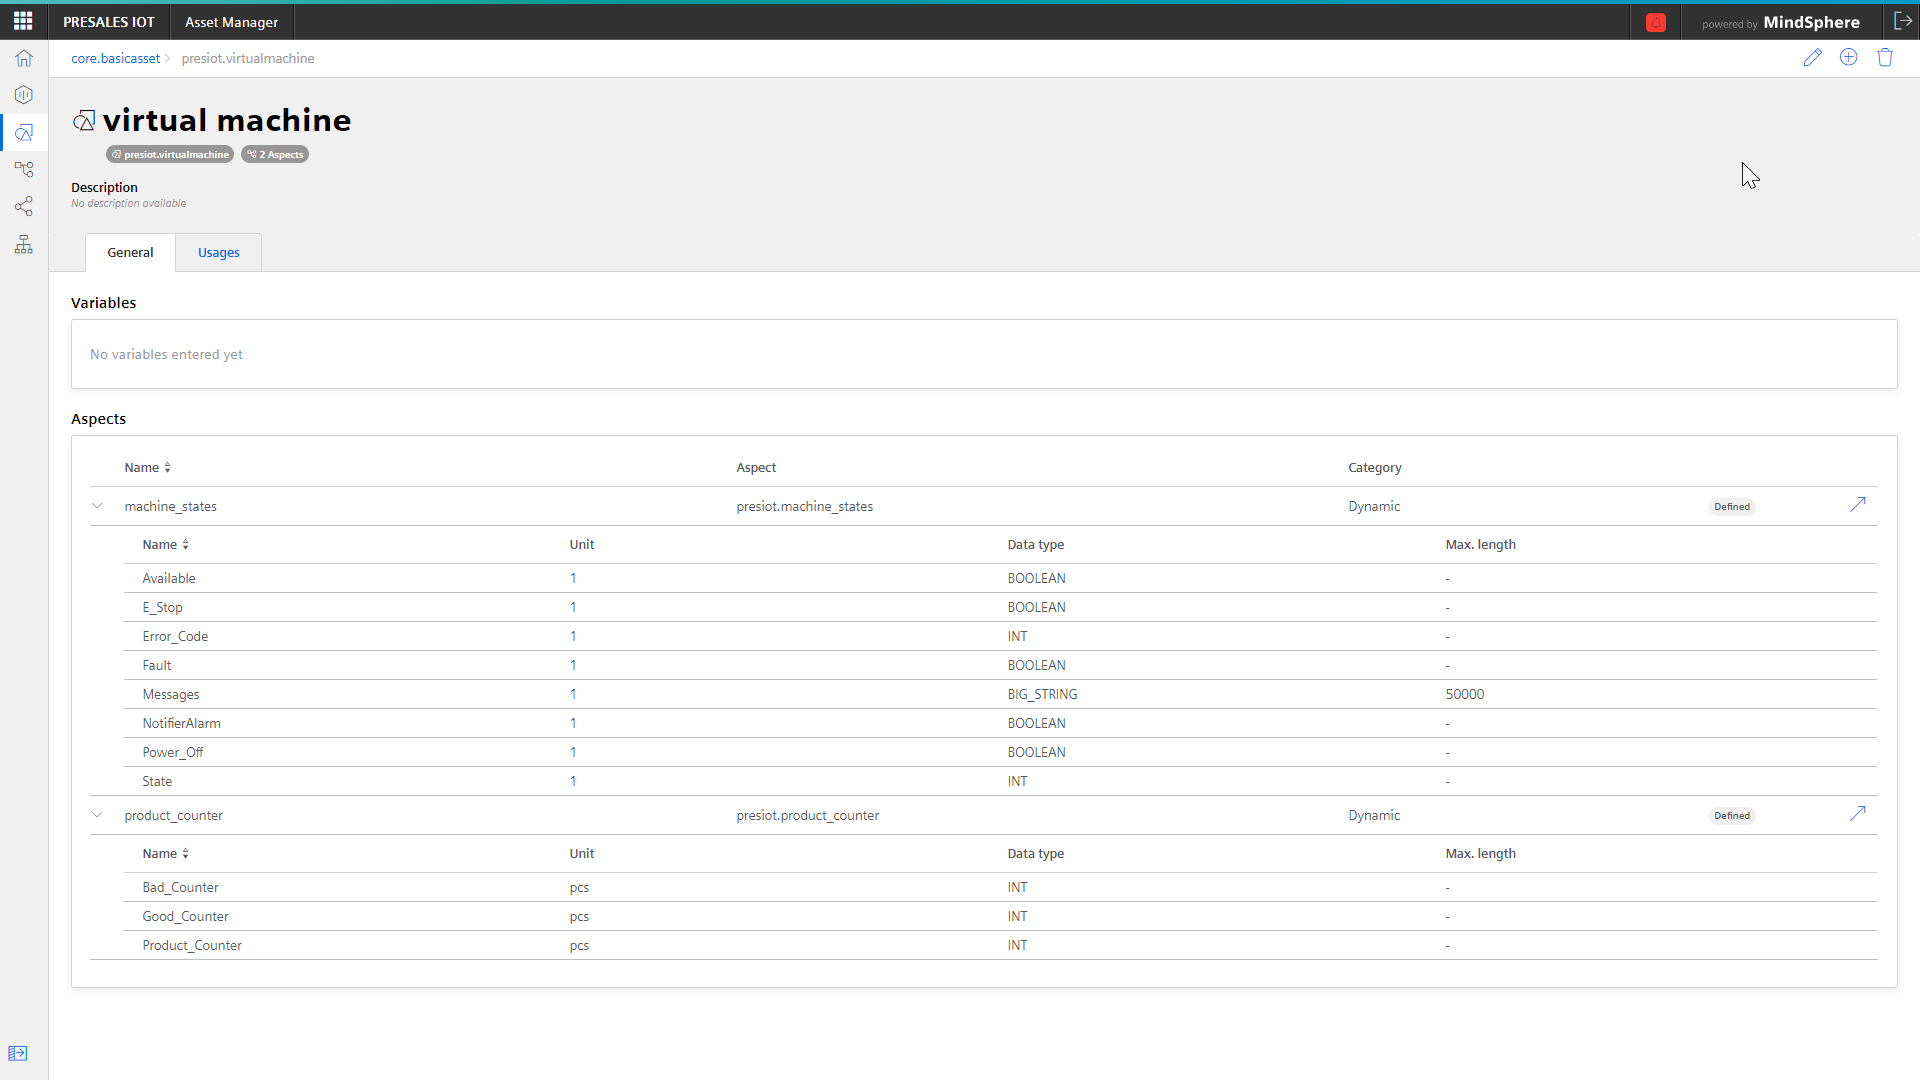 PRESALES IOT Asset Manager powered by MindSphere
core.basicasset presiot.virtualmachine
virtual machine
presiot.virtualmachine 2 Aspects
Description
No description available
General Usages
Variables
No variables entered yet
Aspects
Name Aspect Category
machine_states presiot.machine_states Dynamic Defined
Name Unit Data type Max. length
Available 1 BOOLEAN -
E_Stop 1 BOOLEAN -
Error_Code 1 INT -
Fault 1 BOOLEAN -
Messages 1 BIG_STRING 50000
NotifierAlarm 1 BOOLEAN -
Power_Off 1 BOOLEAN -
State 1 INT -
product_counter presiot.product_counter Dynamic Defined
Name Unit Data type Max. length
Bad_Counter pcs INT -
Good_Counter pcs INT -
Product_Counter pcs INT -